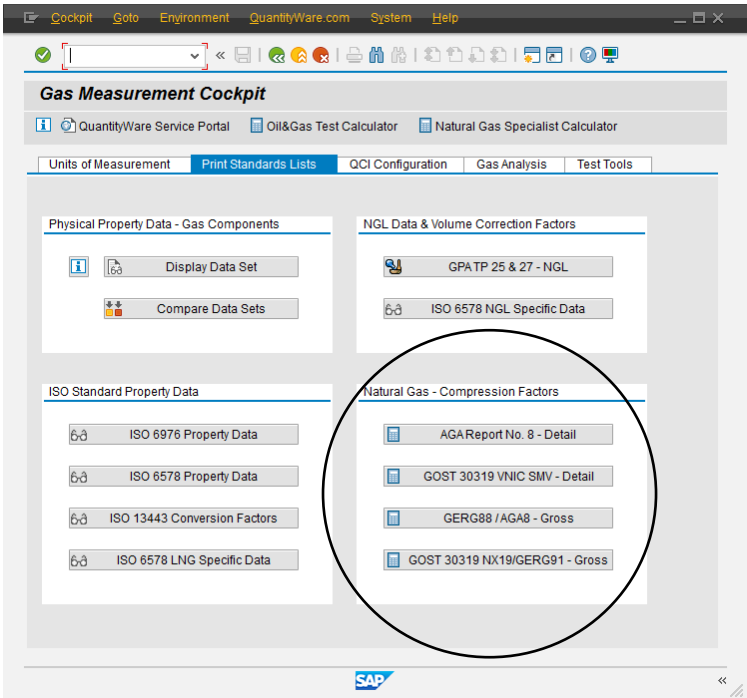 Cockpit Goto Environment QuantityWare.com System Help
Gas Measurement Cockpit
QuantityWare Service Portal Oil&Gas Test Calculator Natural Gas Specialist Calculator
Units of Measurement Print Standards Lists QCI Configuration Gas Analysis Test Tools
Physical Property Data - Gas Components
Display Data Set
Compare Data Sets
NGL Data & Volume Correction Factors
GPA TP 25 & 27 - NGL
ISO 6578 NGL Specific Data
ISO Standard Property Data
ISO 6976 Property Data
ISO 6578 Property Data
ISO 13443 Conversion Factors
ISO 6578 LNG Specific Data
Natural Gas - Compression Factors
AGA Report No. 8 - Detail
GOST 30319 VNIC SMV - Detail
GERG88 / AGA8 - Gross
GOST 30319 NX19/GERG91 - Gross
SAP